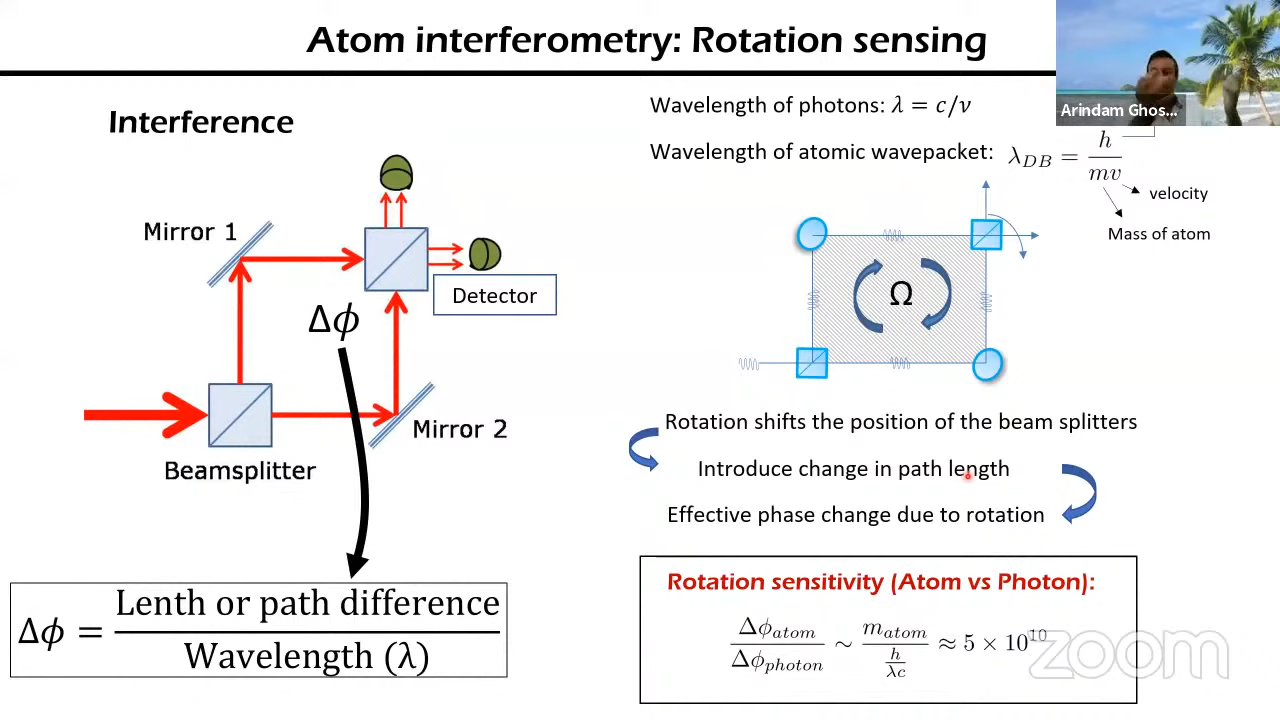 Atom interferometry: Rotation sensing
Arindam Ghos...
Interference
Mirror 1
Detector
Δϕ
Mirror 2
Beamsplitter
Δϕ = Lenth or path difference / Wavelength (λ)
Wavelength of photons: λ = c/ν
Wavelength of atomic wavepacket: λ_DB = h / mv
velocity
Mass of atom
Ω
Rotation shifts the position of the beam splitters
Introduce change in path length
Effective phase change due to rotation
Rotation sensitivity (Atom vs Photon):
Δϕ_atom / Δϕ_photon ∼ m_atom / (h / λc) ≈ 5 × 10^10
zoom